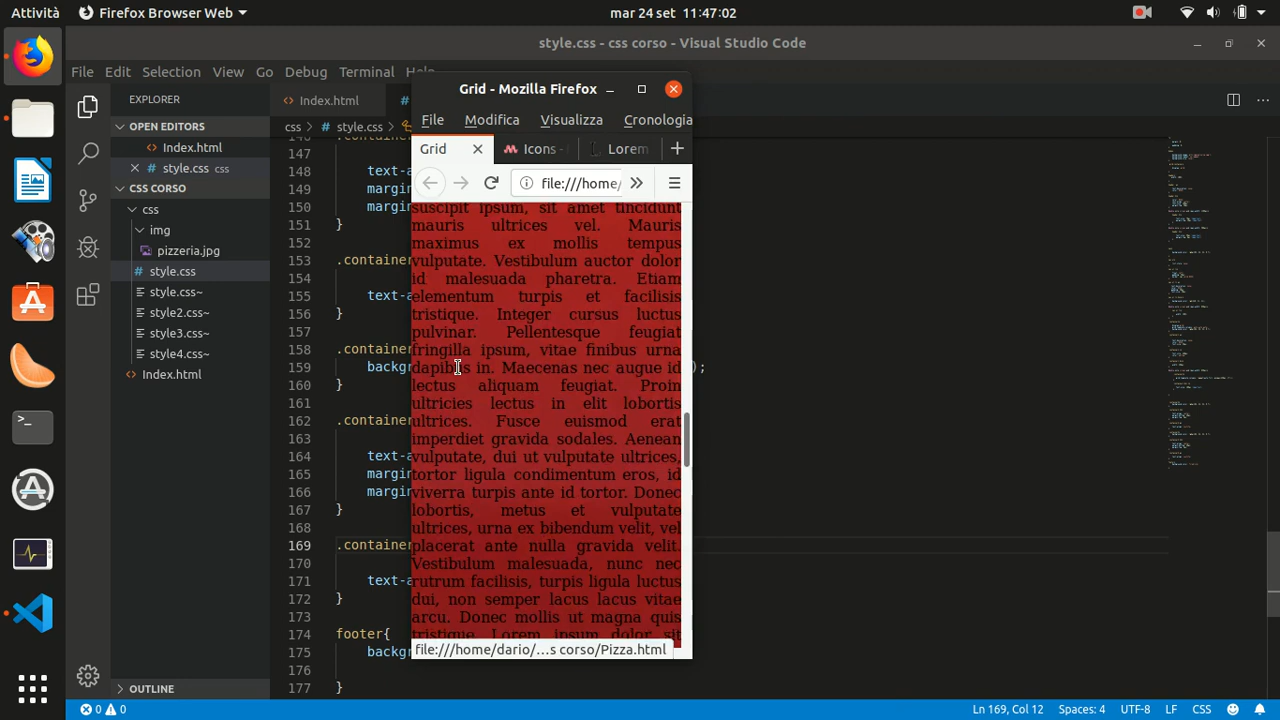 Attività
Firefox Browser Web
mar 24 set 11:47:02
style.css - css corso - Visual Studio Code
File Edit Selection View Go Debug Terminal Help
EXPLORER
OPEN EDITORS
Index.html
style.css css
CSS CORSO
css
img
pizzeria.jpg
style.css
style.css~
style2.css~
style3.css~
style4.css~
Index.html
OUTLINE
Index.html
css > style.css >
147
148 text-a
149 margin
150 margin
151 }
152
153 .container
154
155 text-a
156 }
157
158 .container
159 backg );
160 }
161
162 .container
163
164 text-a
165 margin
166 margin
167 }
168
169 .container
170
171 text-a
172 }
173
174 footer{
175 backg
176
177 }
Grid - Mozilla Firefox
File Modifica Visualizza Cronologia
Grid
Icons -
Lorem
file:///home/
suscipit ipsum, sit amet tincidunt
mauris ultrices vel. Mauris
maximus ex mollis tempus
vulputate. Vestibulum auctor dolor
id malesuada pharetra. Etiam
elementum turpis et facilisis
tristique. Integer cursus luctus
pulvinar. Pellentesque feugiat
fringilla ipsum, vitae finibus urna
dapibus in. Maecenas nec augue id
lectus aliquam feugiat. Proin
ultricies lectus in elit lobortis
ultrices. Fusce euismod erat
imperdiet gravida sodales. Aenean
vulputate, dui ut vulputate ultrices,
tortor ligula condimentum eros, id
viverra turpis ante id tortor. Donec
lobortis, metus et vulputate
ultrices, urna ex bibendum velit, vel
placerat ante nulla gravida velit.
Vestibulum malesuada, nunc nec
rutrum facilisis, turpis ligula luctus
dui, non semper lacus lacus vitae
arcu. Donec mollis ut magna quis
tristique. Lorem ipsum dolor sit
file:///home/dario/…s corso/Pizza.html
0 0
Ln 169, Col 12 Spaces: 4 UTF-8 LF CSS